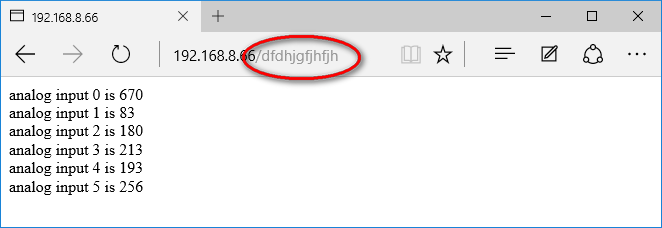 192.168.8.66
192.168.8.66/dfdhjgfjhfjh
analog input 0 is 670
analog input 1 is 83
analog input 2 is 180
analog input 3 is 213
analog input 4 is 193
analog input 5 is 256